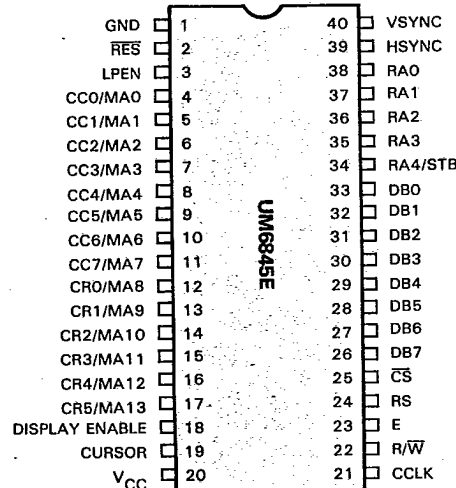 GND 1 40 VSYNC
R̅E̅S̅ 2 39 HSYNC
LPEN 3 38 RA0
CC0/MA0 4 37 RA1
CC1/MA1 5 36 RA2
CC2/MA2 6 35 RA3
CC3/MA3 7 34 RA4/STB
CC4/MA4 8 33 DB0
CC5/MA5 9 32 DB1
CC6/MA6 10 31 DB2
CC7/MA7 11 30 DB3
CR0/MA8 12 29 DB4
CR1/MA9 13 28 DB5
CR2/MA10 14 27 DB6
CR3/MA11 15 26 DB7
CR4/MA12 16 25 C̅S̅
CR5/MA13 17 24 RS
DISPLAY ENABLE 18 23 E
CURSOR 19 22 R/W̅
VCC 20 21 CCLK
UM6845E